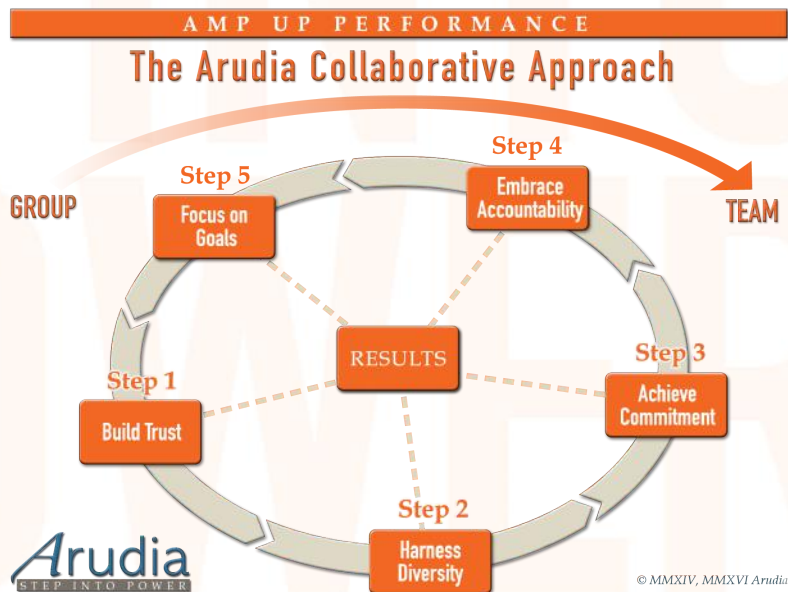 AMP UP PERFORMANCE
The Arudia Collaborative Approach
Step 4
Step 5
Embrace
Accountability
GROUP
Focus on
Goals
TEAM
RESULTS
Step 3
Step 1
Achieve
Commitment
Build Trust
Step 2
Harness
Diversity
Arudia
STEP INTO POWER
© MMXIV, MMXVI Arudia